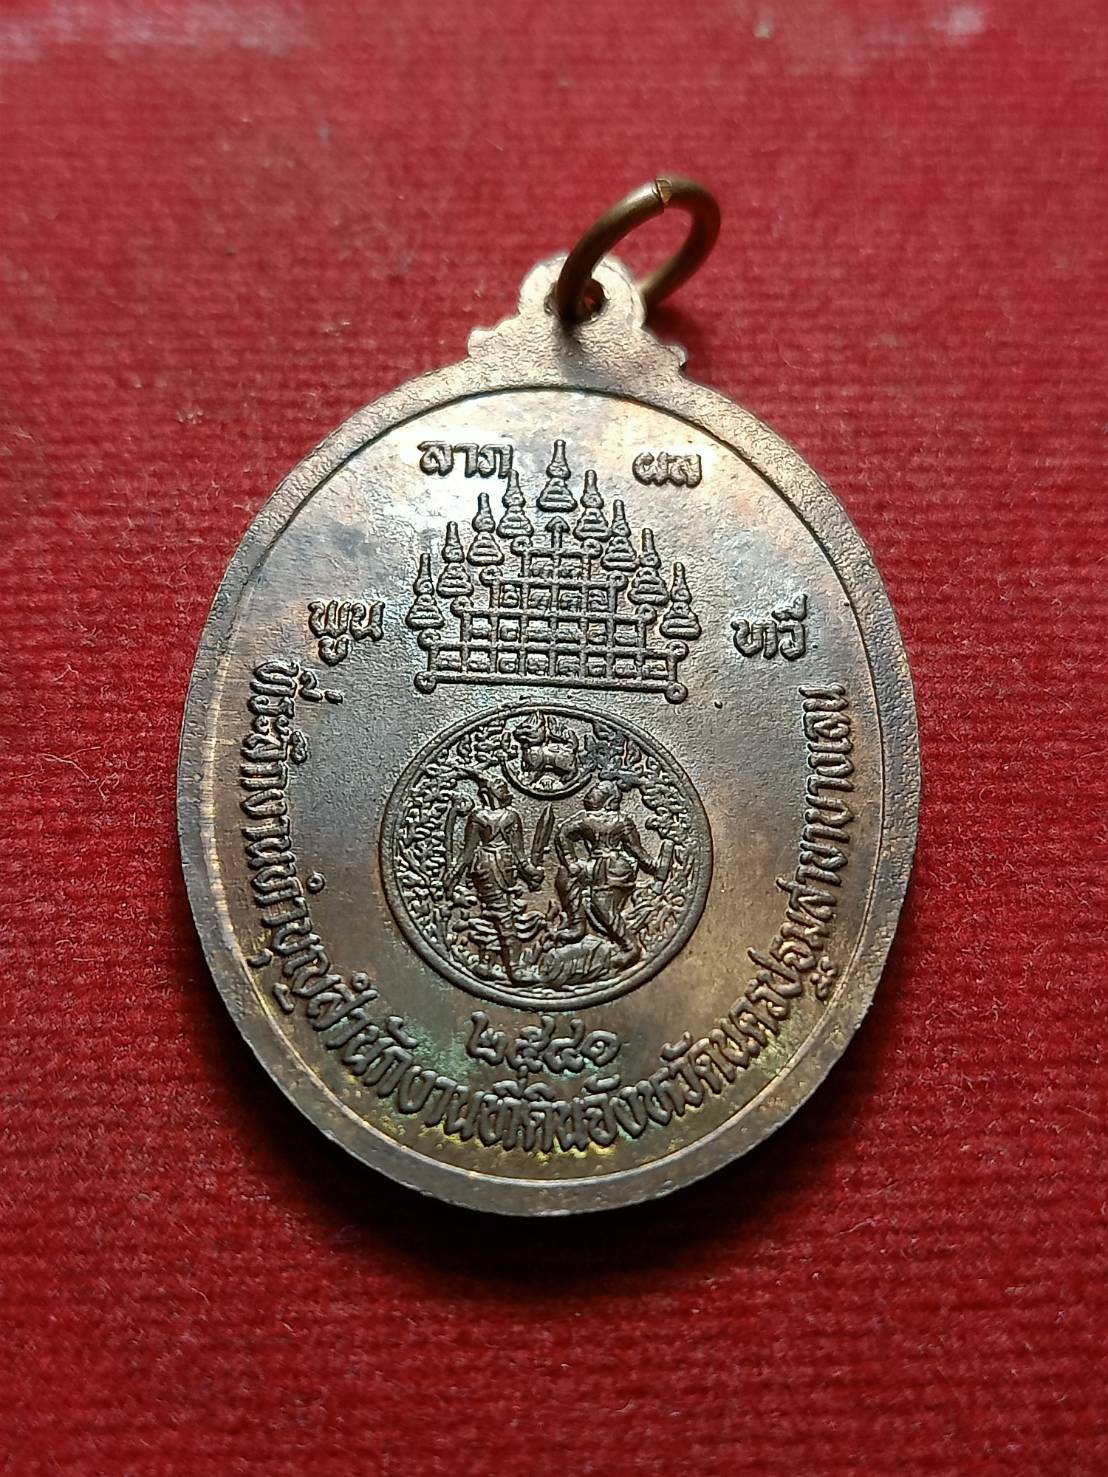 ลาภ ผล
พูน ทวี
๒๕๔๑
ที่ระลึกงานทำบุญสำนักงานที่ดินจังหวัดนครปฐมสาขาบางเลน